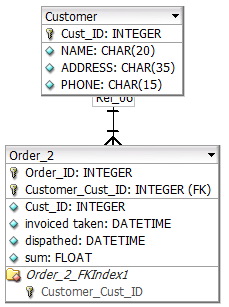 Customer
Cust_ID: INTEGER
NAME: CHAR(20)
ADDRESS: CHAR(35)
PHONE: CHAR(15)
Order_2
Order_ID: INTEGER
Customer_Cust_ID: INTEGER (FK)
Cust_ID: INTEGER
invoiced taken: DATETIME
dispathed: DATETIME
sum: FLOAT
Order_2_FKIndex1
Customer_Cust_ID